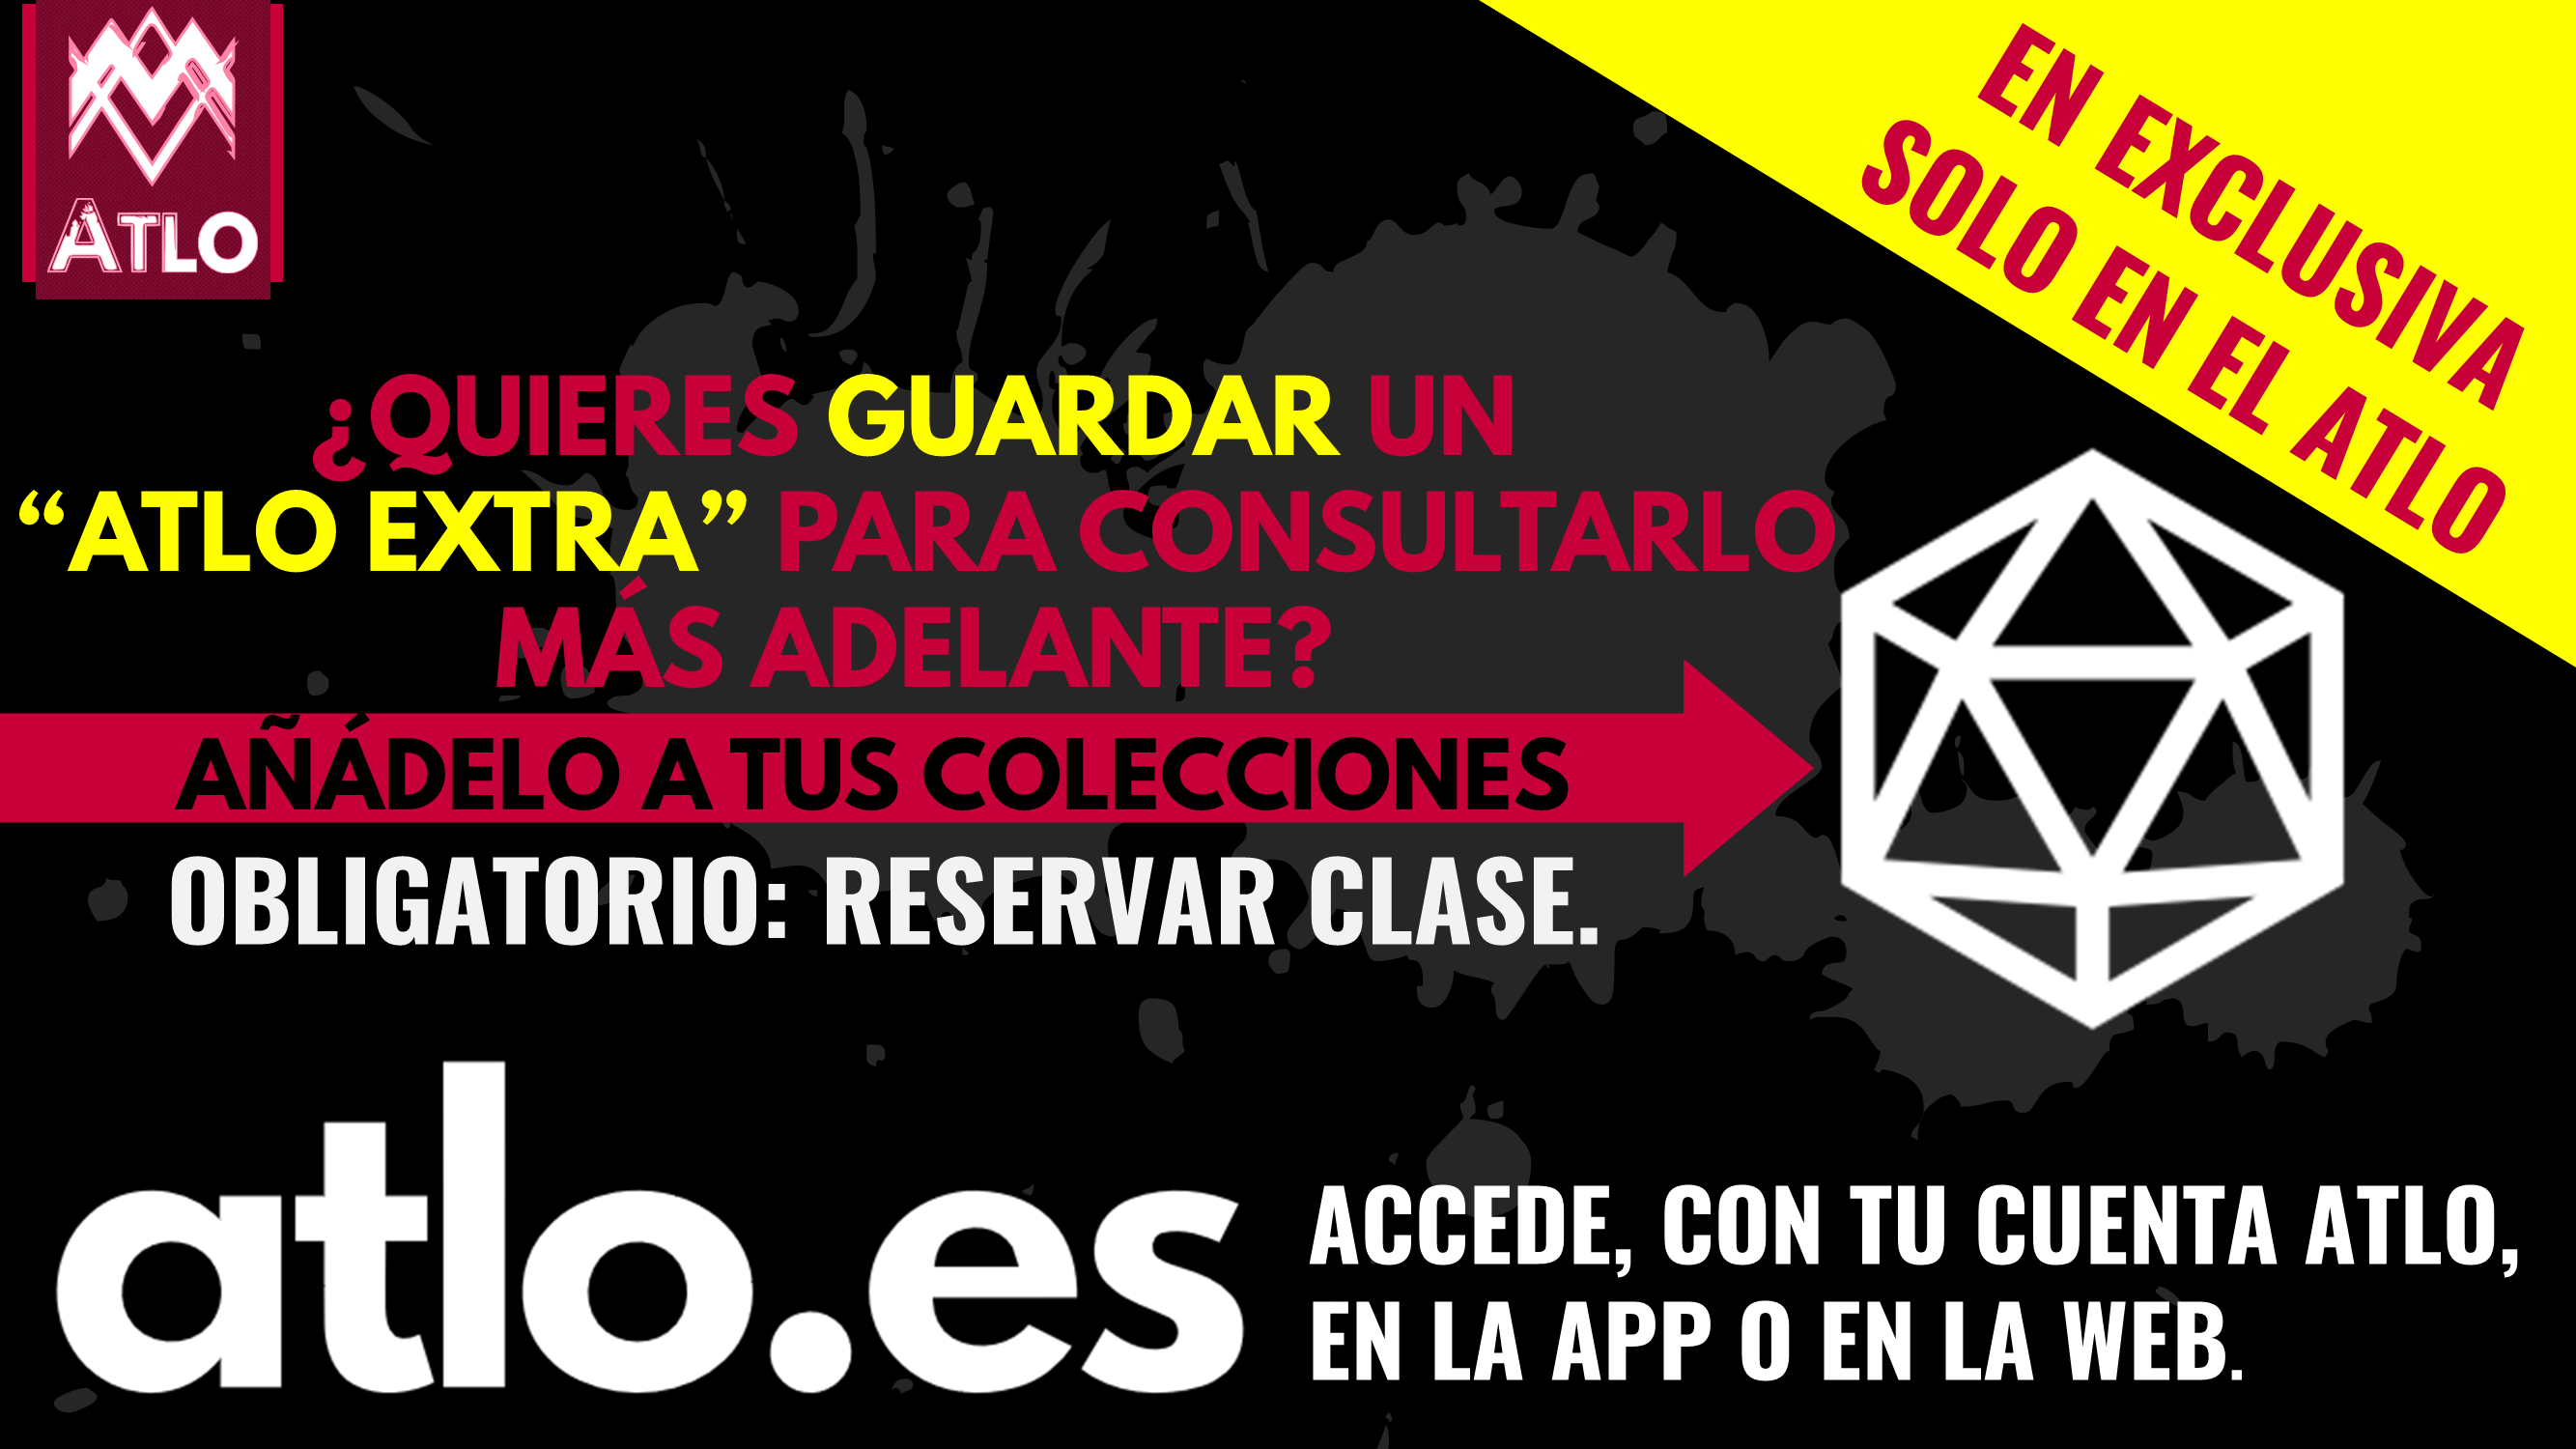 ATLO
EN EXCLUSIVA
SOLO EN EL ATLO
¿QUIERES GUARDAR UN
“ATLO EXTRA” PARA CONSULTARLO
MÁS ADELANTE?
AÑÁDELO A TUS COLECCIONES
OBLIGATORIO: RESERVAR CLASE.
atlo.es
ACCEDE, CON TU CUENTA ATLO,
EN LA APP O EN LA WEB.